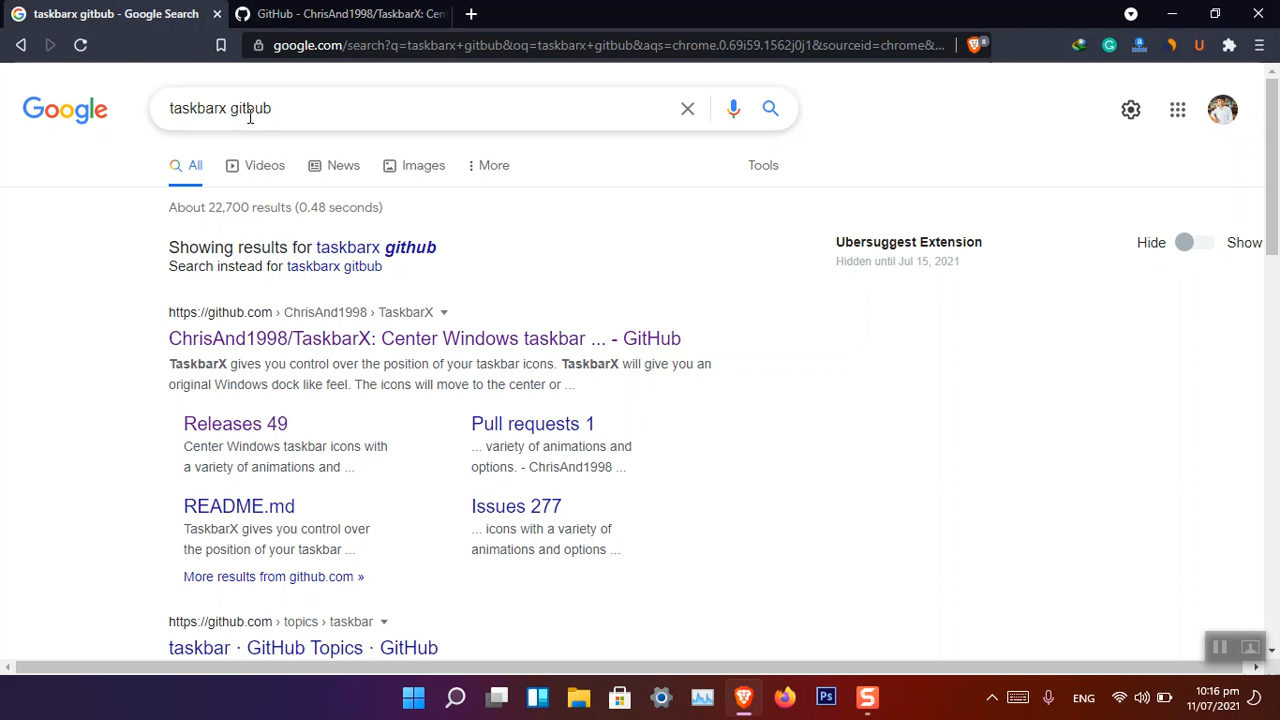 taskbarx gitbub - Google Search
GitHub - ChrisAnd1998/TaskbarX: Cen
google.com/search?q=taskbarx+gitbub&oq=taskbarx+gitbub&aqs=chrome.0.69i59.1562j0j1&sourceid=chrome&...
8
Google
taskbarx gitbub
All
Videos
News
Images
More
Tools
About 22,700 results (0.48 seconds)
Showing results for taskbarx github
Search instead for taskbarx gitbub
Ubersuggest Extension
Hide
Show
Hidden until Jul 15, 2021
https://github.com › ChrisAnd1998 › TaskbarX
ChrisAnd1998/TaskbarX: Center Windows taskbar ... - GitHub
TaskbarX gives you control over the position of your taskbar icons. TaskbarX will give you an
original Windows dock like feel. The icons will move to the center or ...
Releases 49
Center Windows taskbar icons with
a variety of animations and ...
Pull requests 1
... variety of animations and
options. - ChrisAnd1998 ...
README.md
TaskbarX gives you control over
the position of your taskbar ...
Issues 277
... icons with a variety of
animations and options ...
More results from github.com »
https://github.com › topics › taskbar
taskbar · GitHub Topics · GitHub
Ps
S
ENG
10:16 pm
11/07/2021